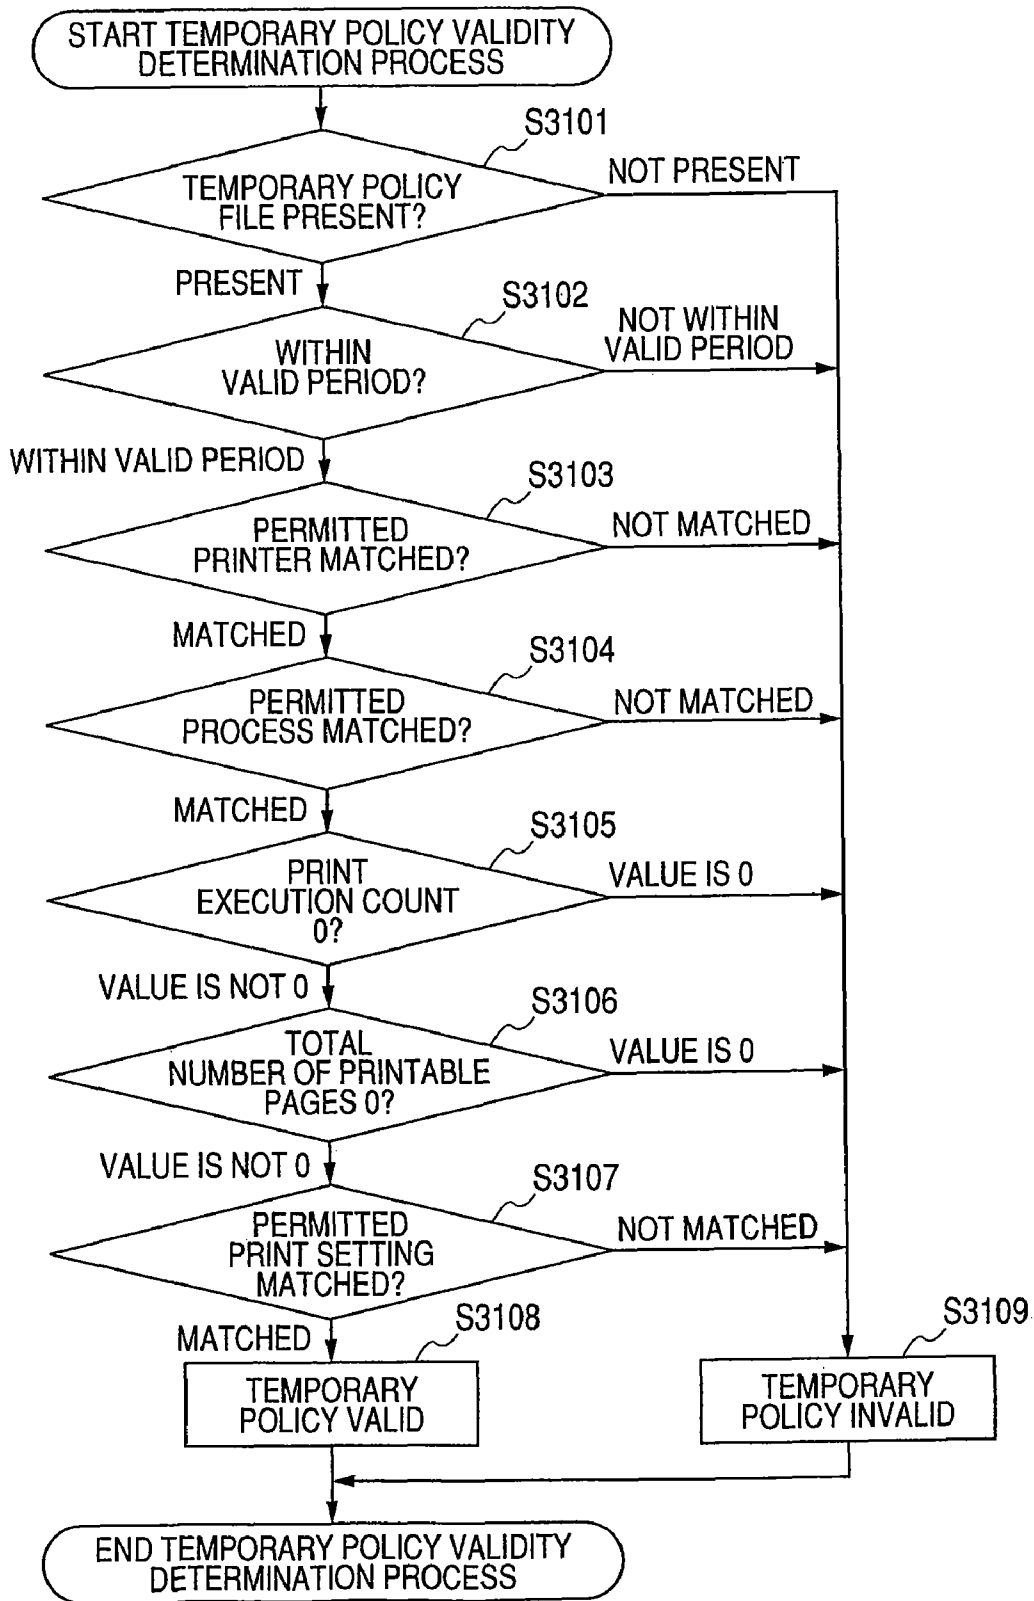 START TEMPORARY POLICY VALIDITY
DETERMINATION PROCESS
S3101
TEMPORARY POLICY
FILE PRESENT?
NOT PRESENT
PRESENT
S3102
WITHIN
VALID PERIOD?
NOT WITHIN
VALID PERIOD
WITHIN VALID PERIOD
S3103
PERMITTED
PRINTER MATCHED?
NOT MATCHED
MATCHED
S3104
PERMITTED
PROCESS MATCHED?
NOT MATCHED
MATCHED
S3105
PRINT
EXECUTION COUNT
0?
VALUE IS 0
VALUE IS NOT 0
S3106
TOTAL
NUMBER OF PRINTABLE
PAGES 0?
VALUE IS 0
VALUE IS NOT 0
S3107
PERMITTED
PRINT SETTING
MATCHED?
NOT MATCHED
MATCHED
S3108
TEMPORARY
POLICY VALID
S3109
TEMPORARY
POLICY INVALID
END TEMPORARY POLICY VALIDITY
DETERMINATION PROCESS